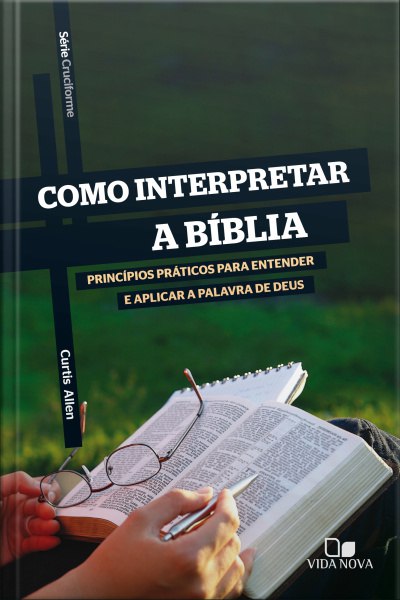 Série Cruciforme
COMO INTERPRETAR
A BÍBLIA
PRINCÍPIOS PRÁTICOS PARA ENTENDER
E APLICAR A PALAVRA DE DEUS
Curtis Allen
VIDA NOVA